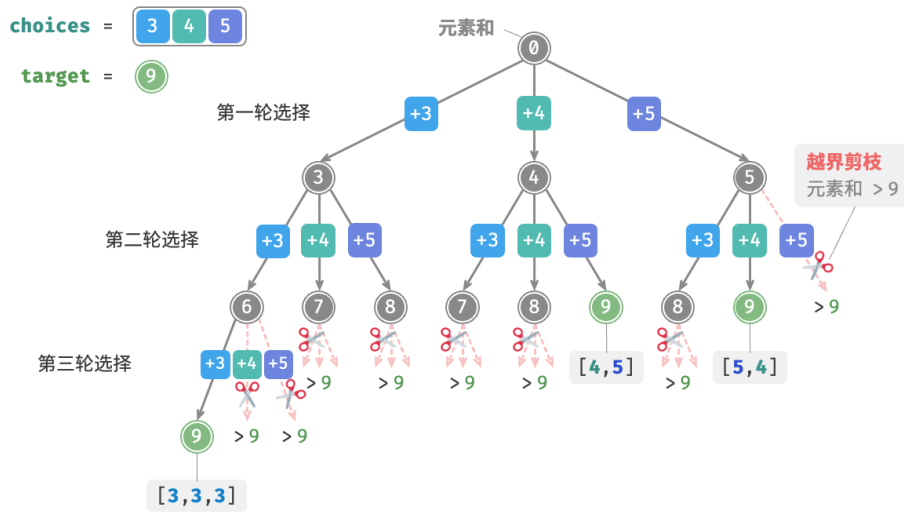 choices = 3 4 5
元素和
0
target = 9
第一轮选择
+3 +4 +5
越界剪枝
元素和 > 9
3 4 5
第二轮选择
+3 +4 +5 +3 +4 +5 +3 +4 +5
6 7 8 7 8 9 8 9 > 9
第三轮选择
+3 +4 +5
[4,5] [5,4]
> 9 > 9 > 9 > 9 > 9
9 > 9 > 9
[3,3,3]